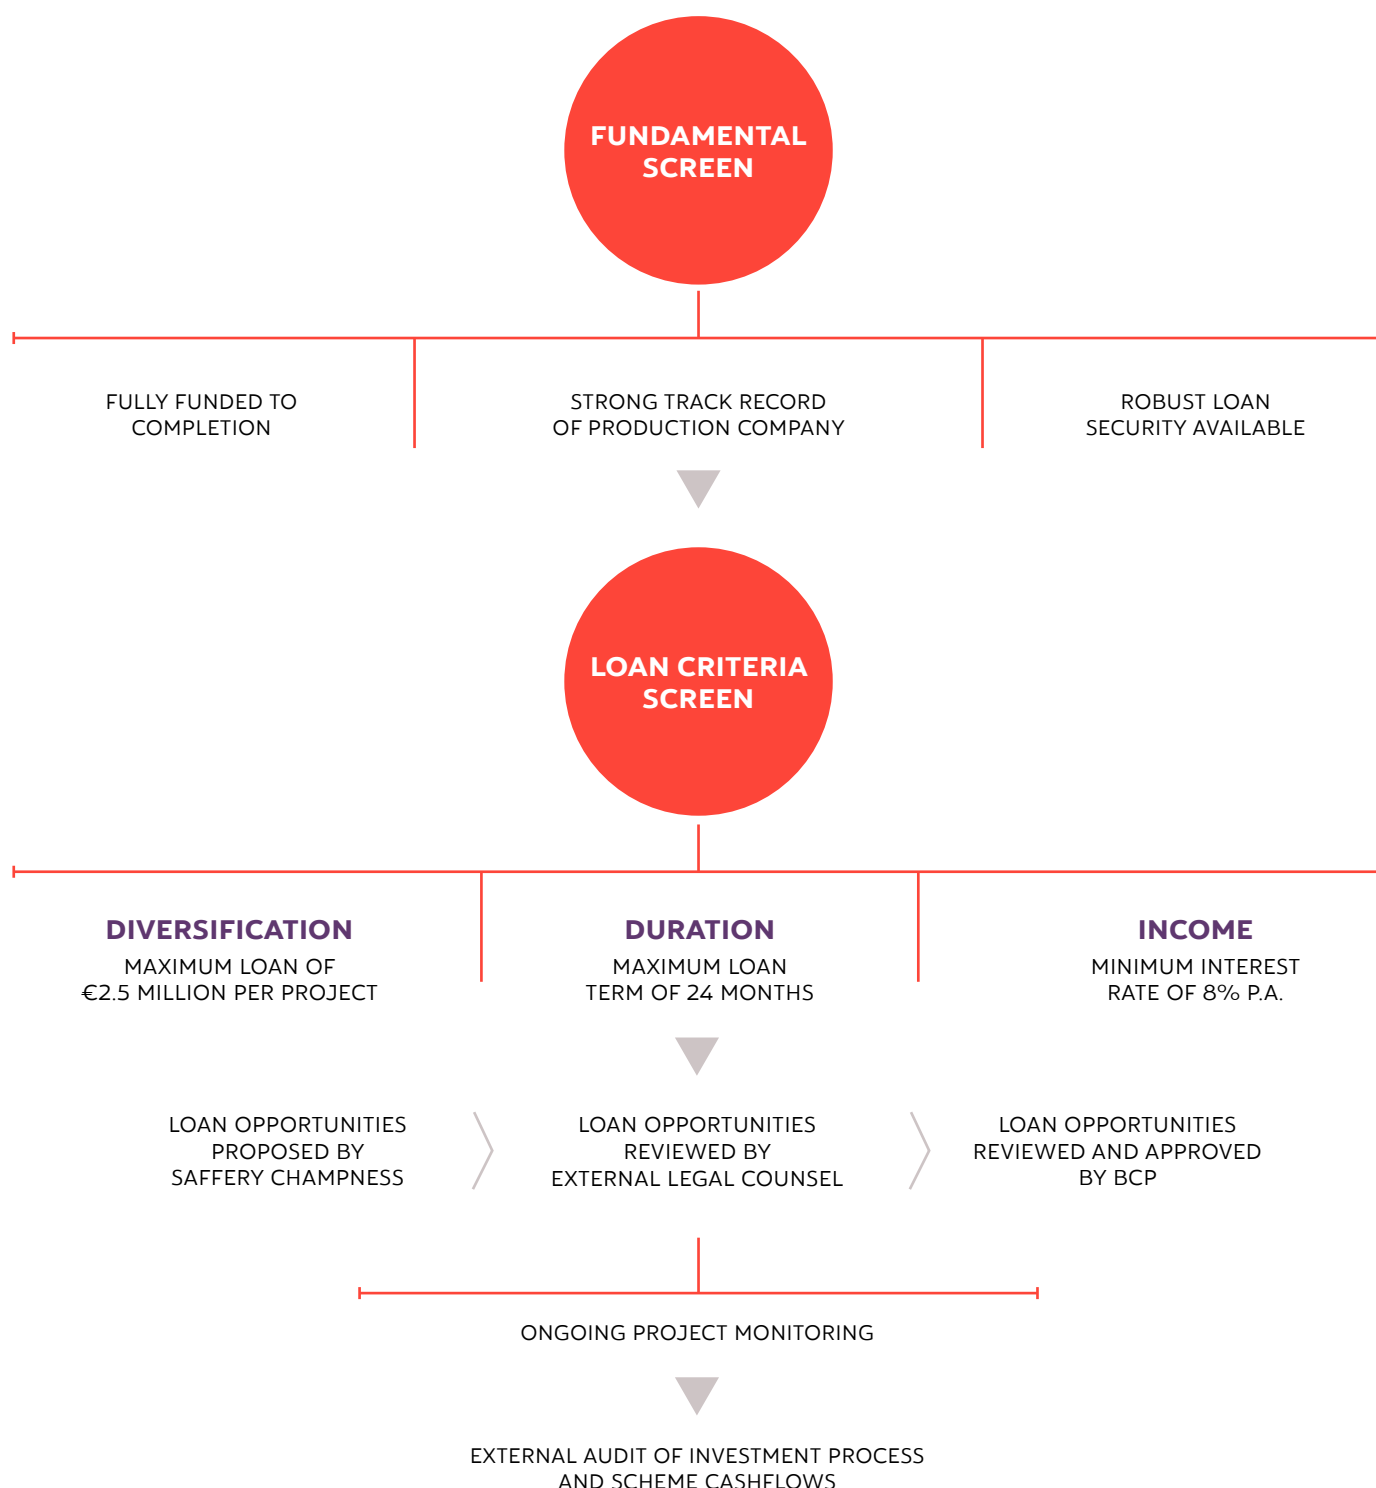 FUNDAMENTAL
SCREEN
FULLY FUNDED TO
COMPLETION
STRONG TRACK RECORD
OF PRODUCTION COMPANY
ROBUST LOAN
SECURITY AVAILABLE
LOAN CRITERIA
SCREEN
DIVERSIFICATION
MAXIMUM LOAN OF
€2.5 MILLION PER PROJECT
DURATION
MAXIMUM LOAN
TERM OF 24 MONTHS
INCOME
MINIMUM INTEREST
RATE OF 8% P.A.
LOAN OPPORTUNITIES
PROPOSED BY
SAFFERY CHAMPNESS
LOAN OPPORTUNITIES
REVIEWED BY
EXTERNAL LEGAL COUNSEL
LOAN OPPORTUNITIES
REVIEWED AND APPROVED
BY BCP
ONGOING PROJECT MONITORING
EXTERNAL AUDIT OF INVESTMENT PROCESS
AND SCHEME CASHFLOWS